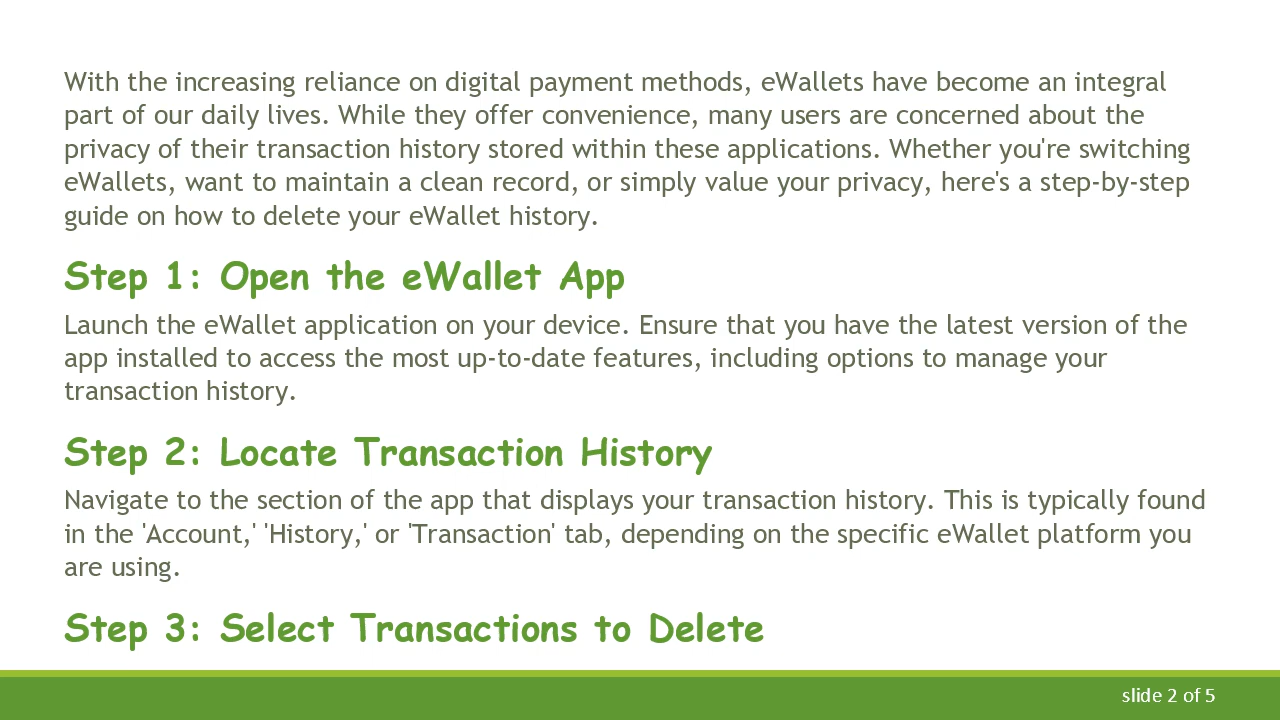 With the increasing reliance on digital payment methods, eWallets have become an integral
part of our daily lives. While they offer convenience, many users are concerned about the
privacy of their transaction history stored within these applications. Whether you're switching
eWallets, want to maintain a clean record, or simply value your privacy, here's a step-by-step
guide on how to delete your eWallet history.
Step 1: Open the eWallet App
Launch the eWallet application on your device. Ensure that you have the latest version of the
app installed to access the most up-to-date features, including options to manage your
transaction history.
Step 2: Locate Transaction History
Navigate to the section of the app that displays your transaction history. This is typically found
in the 'Account,' 'History,' or 'Transaction' tab, depending on the specific eWallet platform you
are using.
Step 3: Select Transactions to Delete
slide 2 of 5